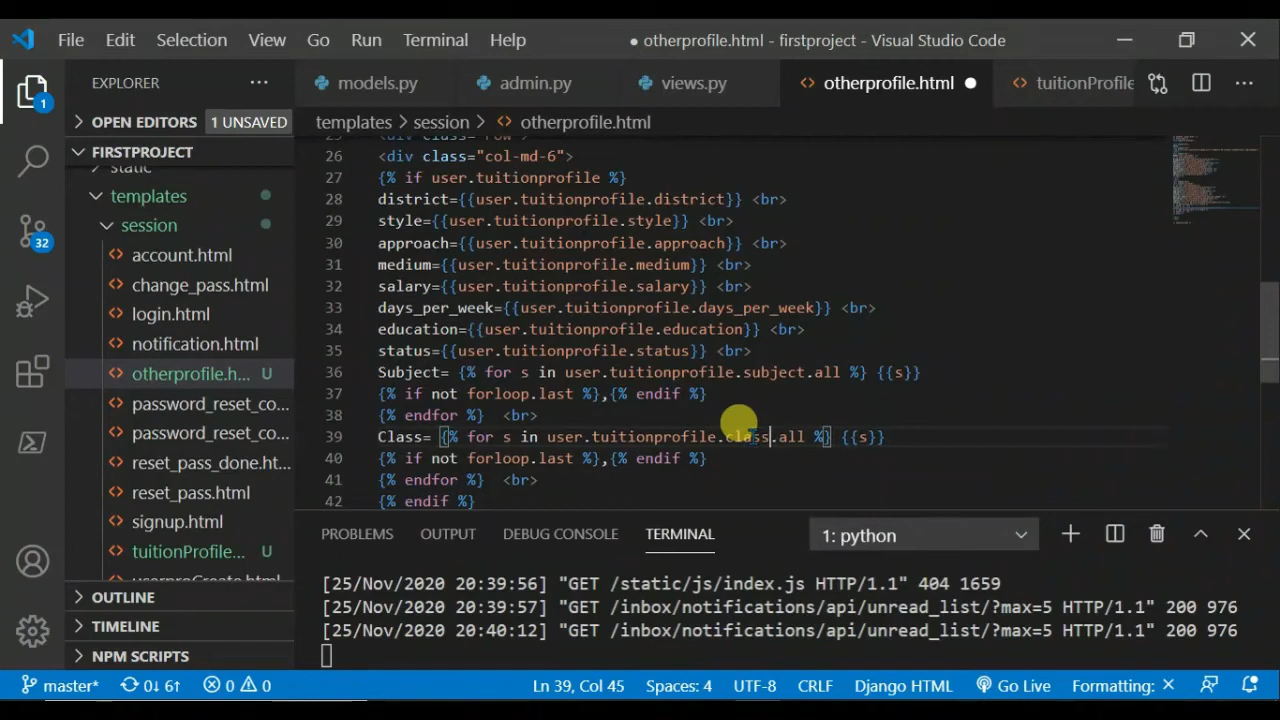 File Edit Selection View Go Run Terminal Help ● otherprofile.html - firstproject - Visual Studio Code
EXPLORER ··· models.py admin.py views.py otherprofile.html ● tuitionProfile
OPEN EDITORS 1 UNSAVED
templates > session > otherprofile.html
FIRSTPROJECT
static
templates
session
account.html
change_pass.html
login.html
notification.html
otherprofile.h... U
password_reset_co...
password_reset_co...
password_reset_done.ht...
reset_pass.html
signup.html
tuitionProfile... U
userproCreate.html
OUTLINE
TIMELINE
NPM SCRIPTS
1
32
25 <div class="row">
26 <div class="col-md-6">
27 {% if user.tuitionprofile %}
28 district={{user.tuitionprofile.district}} <br>
29 style={{user.tuitionprofile.style}} <br>
30 approach={{user.tuitionprofile.approach}} <br>
31 medium={{user.tuitionprofile.medium}} <br>
32 salary={{user.tuitionprofile.salary}} <br>
33 days_per_week={{user.tuitionprofile.days_per_week}} <br>
34 education={{user.tuitionprofile.education}} <br>
35 status={{user.tuitionprofile.status}} <br>
36 Subject= {% for s in user.tuitionprofile.subject.all %} {{s}}
37 {% if not forloop.last %},{% endif %}
38 {% endfor %} <br>
39 Class= {% for s in user.tuitionprofile.class.all %} {{s}}
40 {% if not forloop.last %},{% endif %}
41 {% endfor %} <br>
42 {% endif %}
PROBLEMS OUTPUT DEBUG CONSOLE TERMINAL 1: python
[25/Nov/2020 20:39:56] "GET /static/js/index.js HTTP/1.1" 404 1659
[25/Nov/2020 20:39:57] "GET /inbox/notifications/api/unread_list/?max=5 HTTP/1.1" 200 976
[25/Nov/2020 20:40:12] "GET /inbox/notifications/api/unread_list/?max=5 HTTP/1.1" 200 976
master* 0↓ 6↑ 0 0 Ln 39, Col 45 Spaces: 4 UTF-8 CRLF Django HTML Go Live Formatting: ✕